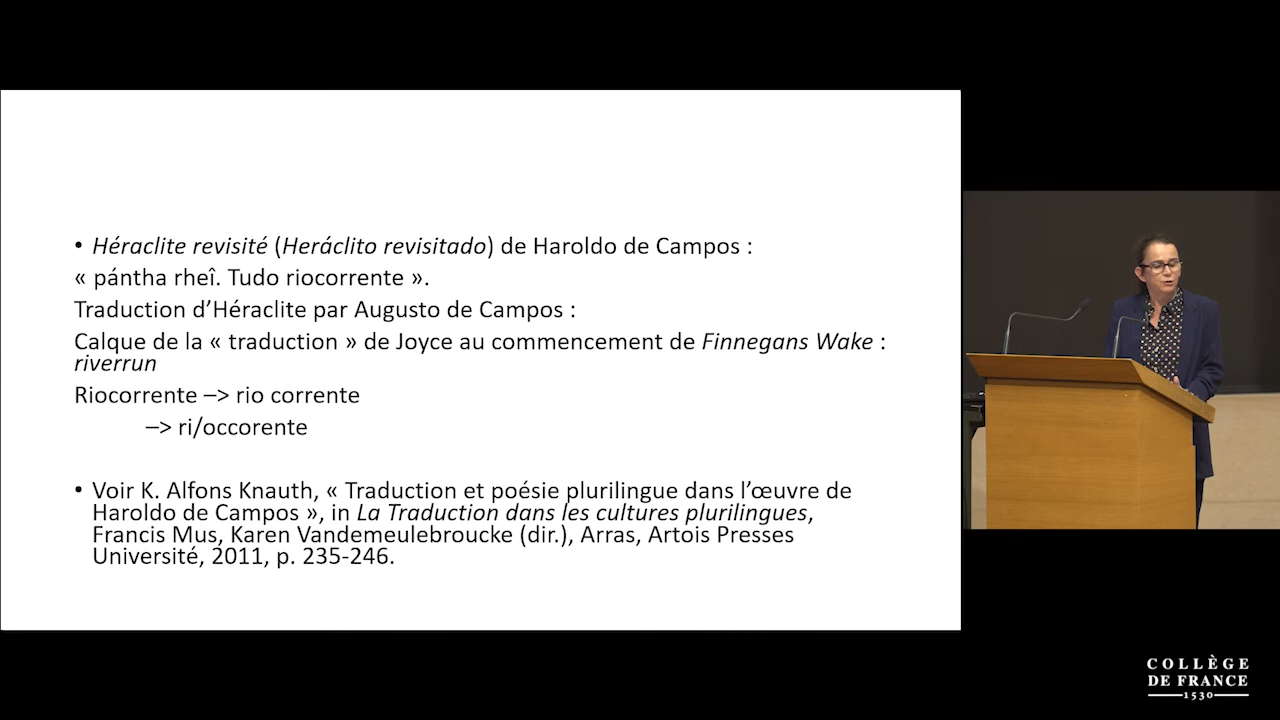 • Héraclite revisité (Heráclito revisitado) de Haroldo de Campos :
« pántha rheî. Tudo riocorrente ».
Traduction d’Héraclite par Augusto de Campos :
Calque de la « traduction » de Joyce au commencement de Finnegans Wake :
riverrun
Riocorrente –> rio corrente
–> ri/occorente
• Voir K. Alfons Knauth, « Traduction et poésie plurilingue dans l’œuvre de
Haroldo de Campos », in La Traduction dans les cultures plurilingues,
Francis Mus, Karen Vandemeulebroucke (dir.), Arras, Artois Presses
Université, 2011, p. 235-246.
COLLÈGE
DE FRANCE
1530